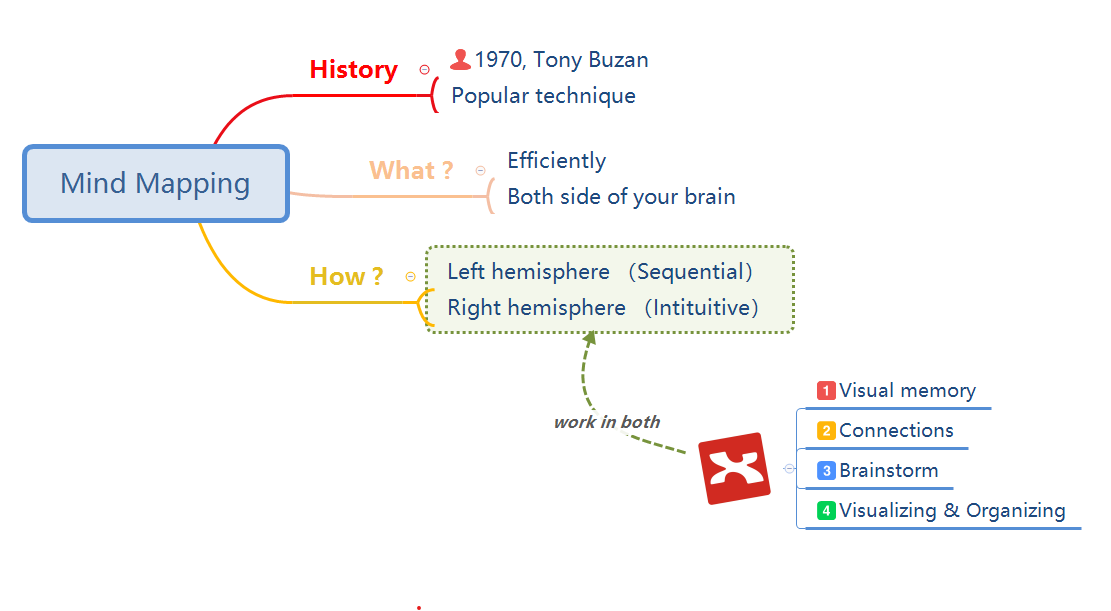 History
1970, Tony Buzan
Popular technique
Mind Mapping
What ?
Efficiently
Both side of your brain
How ?
Left hemisphere （Sequential）
Right hemisphere （Intituitive）
work in both
1 Visual memory
2 Connections
3 Brainstorm
4 Visualizing & Organizing